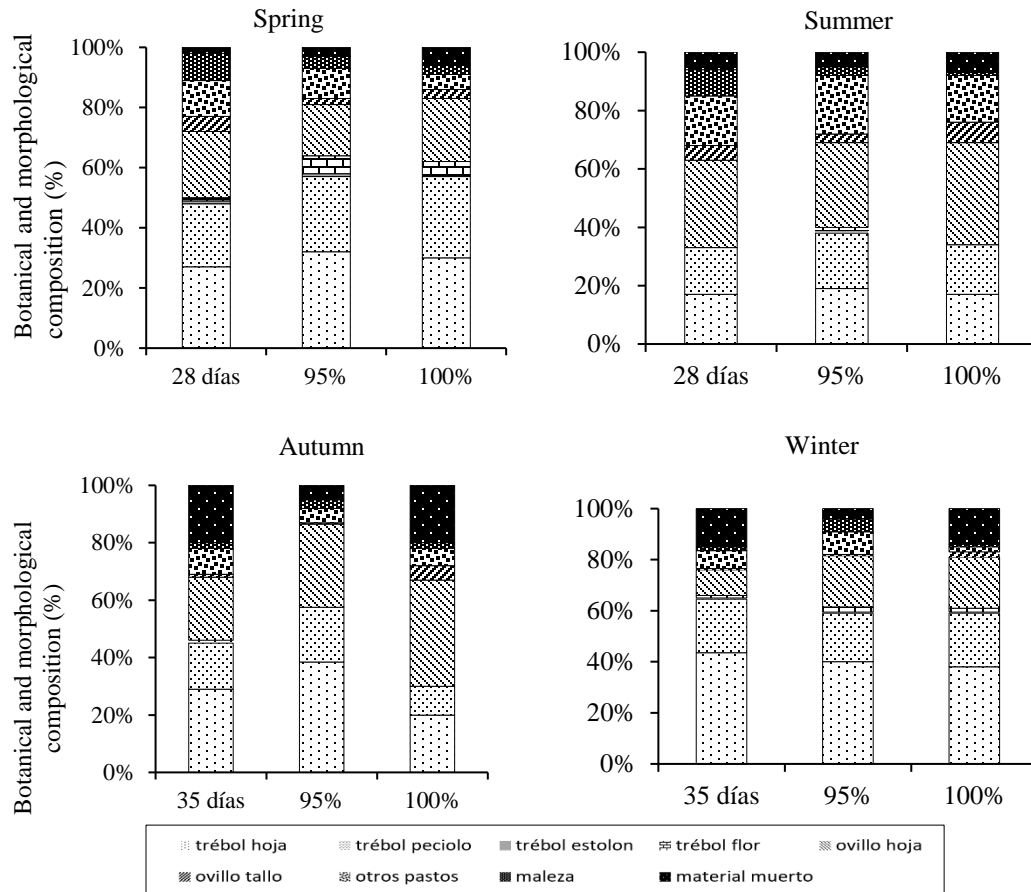 Spring
Botanical and morphological
composition (%)
100%
80%
60%
40%
20%
0%
28 días 95% 100%
Summer
100%
80%
60%
40%
20%
0%
28 días 95% 100%
Autumn
Botanical and morphological
composition (%)
100%
80%
60%
40%
20%
0%
35 días 95% 100%
Winter
100%
80%
60%
40%
20%
0%
35 días 95% 100%
trébol hoja trébol peciolo trébol estolon trébol flor ovillo hoja
ovillo tallo otros pastos maleza material muerto